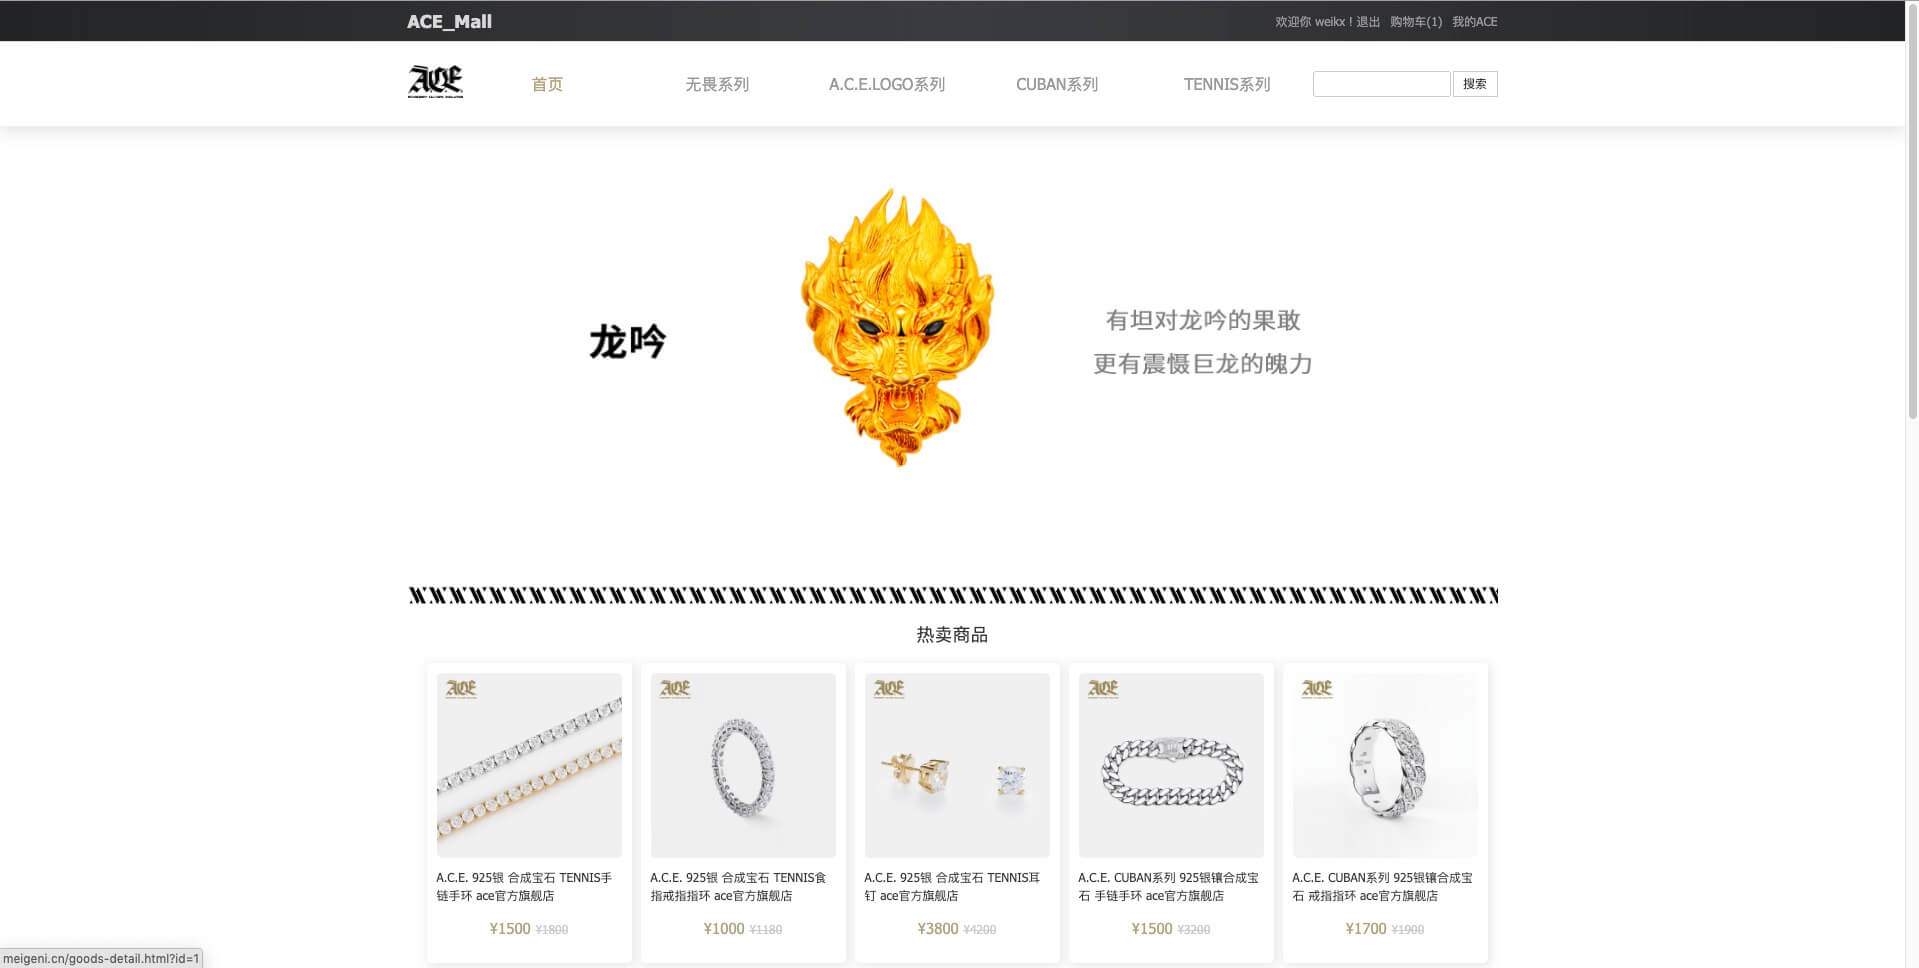 ACE_Mall
欢迎你 weikx ! 退出 购物车(1) 我的ACE
ACE
首页 无畏系列 A.C.E.LOGO系列 CUBAN系列 TENNIS系列 搜索
龙吟
有坦对龙吟的果敢
更有震慑巨龙的魄力
热卖商品
ACE
A.C.E. 925银 合成宝石 TENNIS手
链手环 ace官方旗舰店
¥1500 ¥1800
ACE
A.C.E. 925银 合成宝石 TENNIS食
指戒指指环 ace官方旗舰店
¥1000 ¥1180
ACE
A.C.E. 925银 合成宝石 TENNIS耳
钉 ace官方旗舰店
¥3800 ¥4200
ACE
A.C.E. CUBAN系列 925银镶合成宝
石 手链手环 ace官方旗舰店
¥1500 ¥3200
ACE
A.C.E. CUBAN系列 925银镶合成宝
石 戒指指环 ace官方旗舰店
¥1700 ¥1900
meigeni.cn/goods-detail.html?id=1